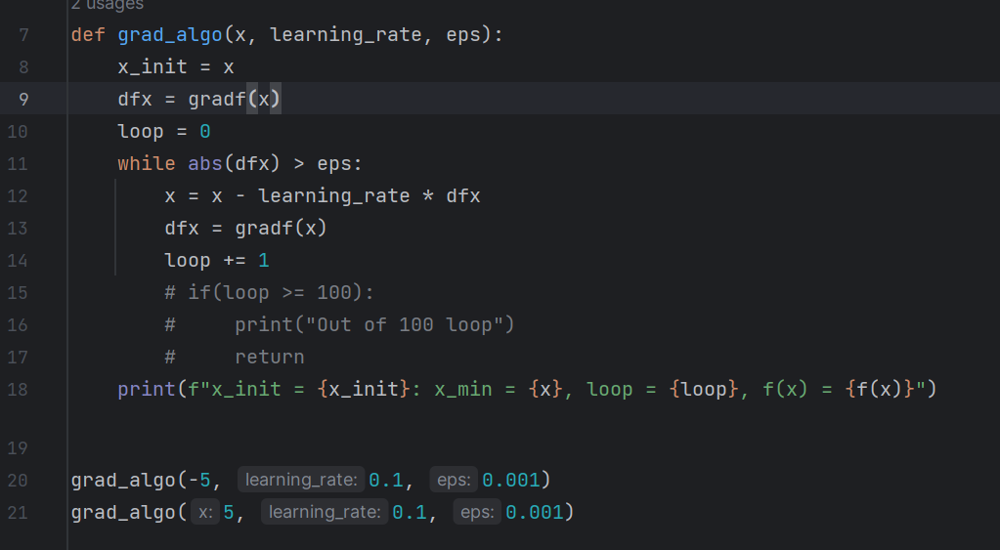 2 usages
7 def grad_algo(x, learning_rate, eps):
8     x_init = x
9     dfx = gradf(x)
10     loop = 0
11     while abs(dfx) > eps:
12         x = x - learning_rate * dfx
13         dfx = gradf(x)
14         loop += 1
15         # if(loop >= 100):
16         #     print("Out of 100 loop")
17         #     return
18     print(f"x_init = {x_init}: x_min = {x}, loop = {loop}, f(x) = {f(x)}")
19
20 grad_algo(-5, learning_rate: 0.1, eps: 0.001)
21 grad_algo( x: 5, learning_rate: 0.1, eps: 0.001)